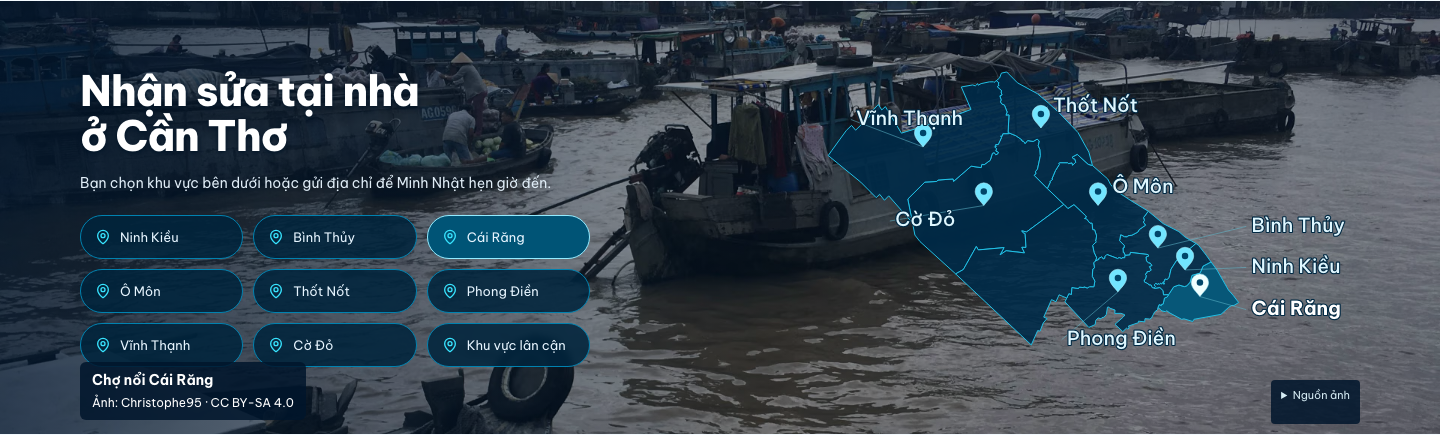 Nhận sửa tại nhà
ở Cần Thơ
Bạn chọn khu vực bên dưới hoặc gửi địa chỉ để Minh Nhật hẹn giờ đến.
Ninh Kiều
Bình Thủy
Cái Răng
Ô Môn
Thốt Nốt
Phong Điền
Vĩnh Thạnh
Cờ Đỏ
Khu vực lân cận
Chợ nổi Cái Răng
Ảnh: Christophe95 · CC BY-SA 4.0
Thốt Nốt
Vĩnh Thạnh
Ô Môn
Cờ Đỏ
Bình Thủy
Ninh Kiều
Cái Răng
Phong Điền
Nguồn ảnh